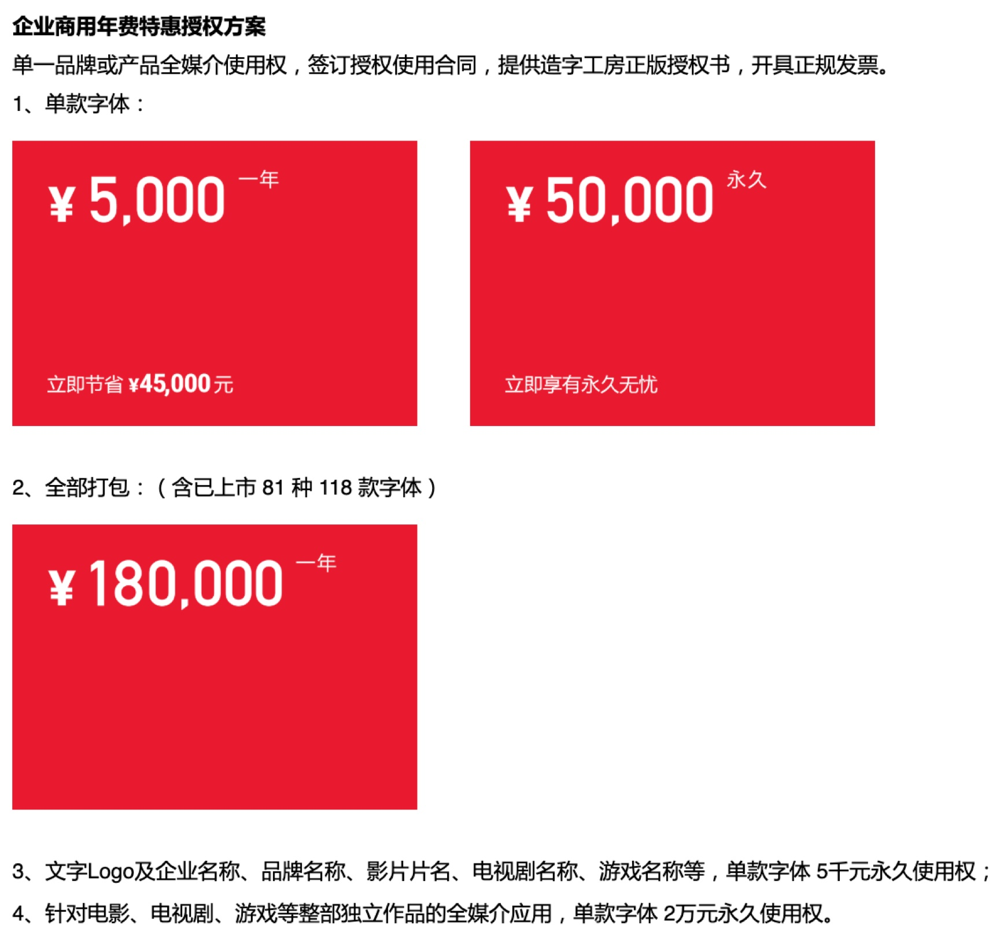 企业商用年费特惠授权方案
单一品牌或产品全媒介使用权，签订授权使用合同，提供造字工房正版授权书，开具正规发票。
1、单款字体：
¥ 5,000 一年
立即节省 ¥45,000 元
¥ 50,000 永久
立即享有永久无忧
2、全部打包：（含已上市 81 种 118 款字体）
¥ 180,000 一年
3、文字Logo及企业名称、品牌名称、影片片名、电视剧名称、游戏名称等，单款字体 5千元永久使用权；
4、针对电影、电视剧、游戏等整部独立作品的全媒介应用，单款字体 2万元永久使用权。